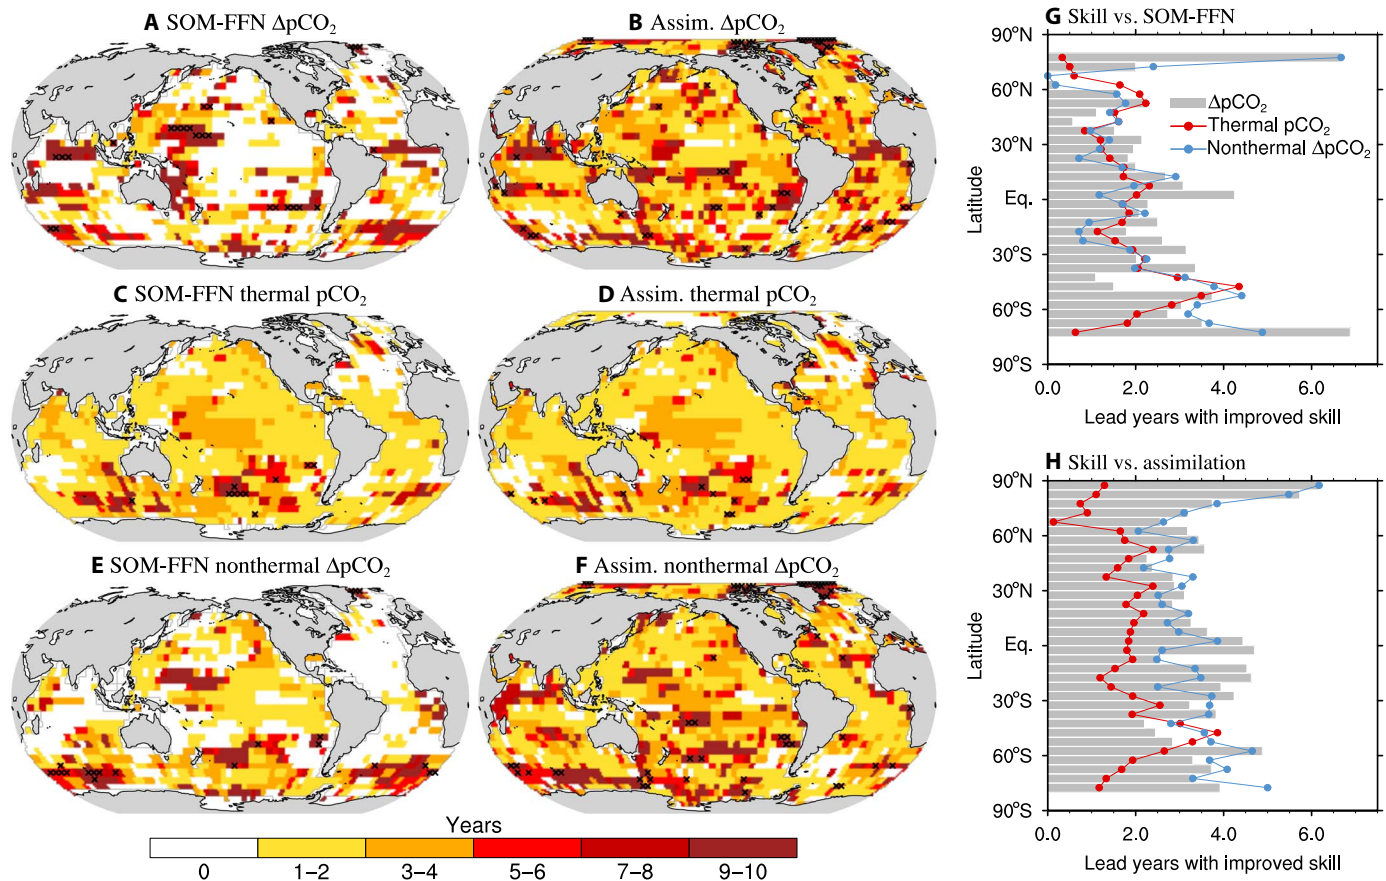 A SOM-FFN ΔpCO₂
B Assim. ΔpCO₂
C SOM-FFN thermal pCO₂
D Assim. thermal pCO₂
E SOM-FFN nonthermal ΔpCO₂
F Assim. nonthermal ΔpCO₂
Years
0 1–2 3–4 5–6 7–8 9–10
G Skill vs. SOM-FFN
90°N
60°N
30°N
Eq.
30°S
60°S
90°S
Latitude
ΔpCO₂
Thermal pCO₂
Nonthermal ΔpCO₂
0.0 2.0 4.0 6.0
Lead years with improved skill
H Skill vs. assimilation
90°N
60°N
30°N
Eq.
30°S
60°S
90°S
Latitude
0.0 2.0 4.0 6.0
Lead years with improved skill